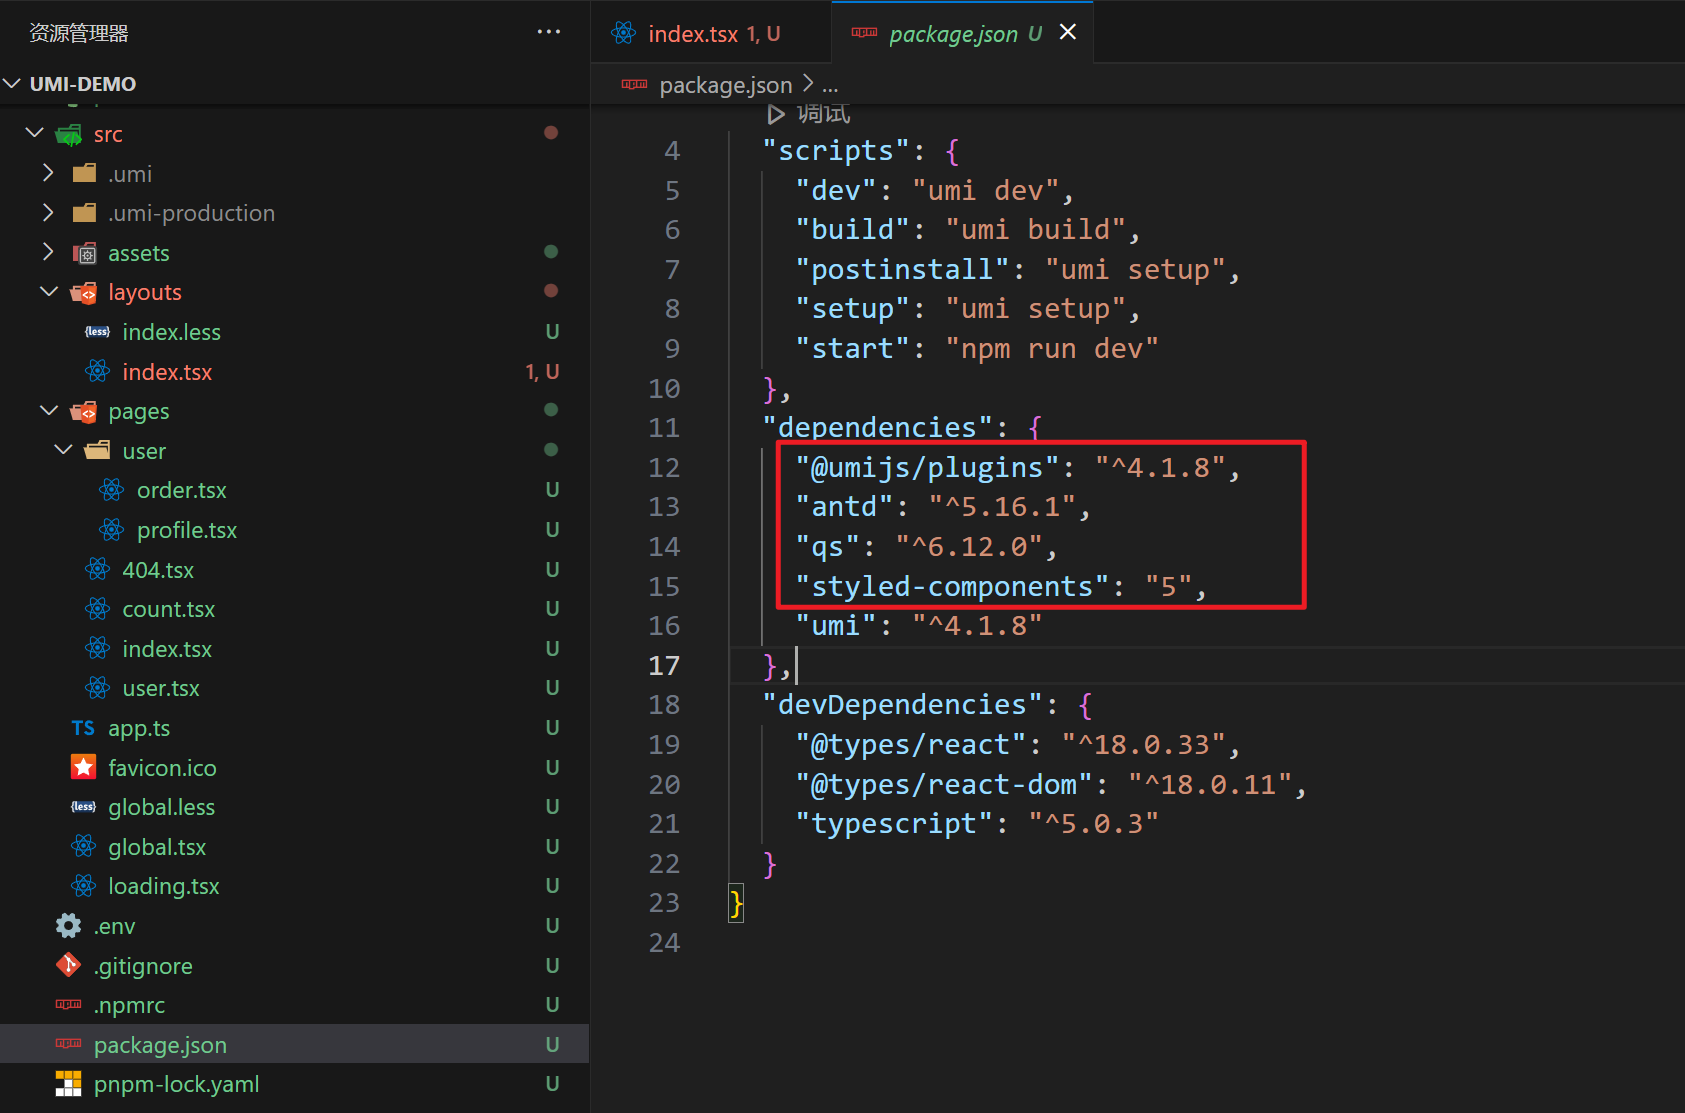 资源管理器
···
UMI-DEMO
src
.umi
.umi-production
assets
layouts
index.less U
index.tsx 1, U
pages
user
order.tsx U
profile.tsx U
404.tsx U
count.tsx U
index.tsx U
user.tsx U
TS app.ts U
favicon.ico U
global.less U
global.tsx U
loading.tsx U
.env U
.gitignore U
.npmrc U
package.json U
pnpm-lock.yaml U
index.tsx 1, U
package.json U
package.json > ...
调试
4 "scripts": {
5 "dev": "umi dev",
6 "build": "umi build",
7 "postinstall": "umi setup",
8 "setup": "umi setup",
9 "start": "npm run dev"
10 },
11 "dependencies": {
12 "@umijs/plugins": "^4.1.8",
13 "antd": "^5.16.1",
14 "qs": "^6.12.0",
15 "styled-components": "5",
16 "umi": "^4.1.8"
17 },
18 "devDependencies": {
19 "@types/react": "^18.0.33",
20 "@types/react-dom": "^18.0.11",
21 "typescript": "^5.0.3"
22 }
23 }
24